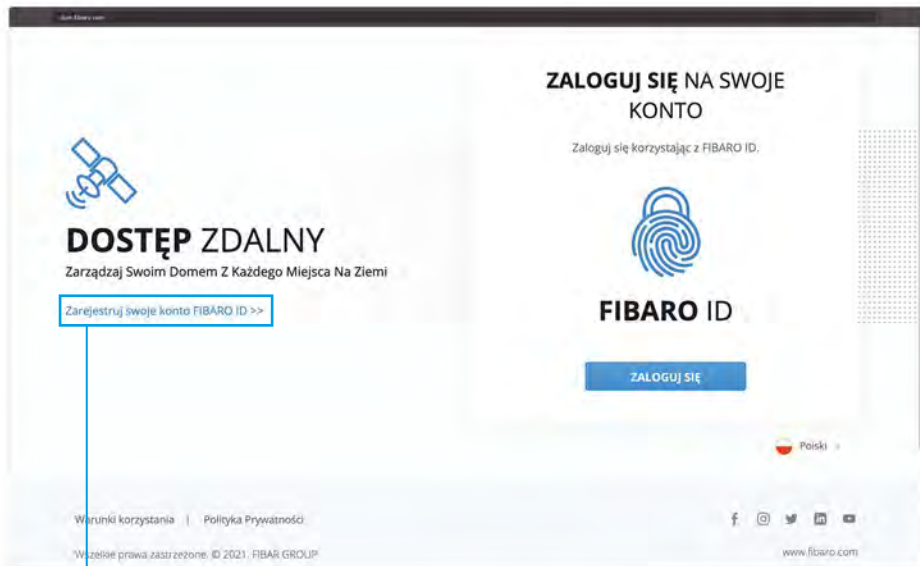 DOSTĘP ZDALNY
Zarządzaj Swoim Domem Z Każdego Miejsca Na Ziemi
Zarejestruj swoje konto FIBARO ID >>
ZALOGUJ SIĘ NA SWOJE
KONTO
Zaloguj się korzystając z FIBARO ID.
FIBARO ID
ZALOGUJ SIĘ
Polski
Warunki korzystania | Polityka Prywatności
Wszelkie prawa zastrzeżone. © 2021. FIBAR GROUP
www.fibaro.com